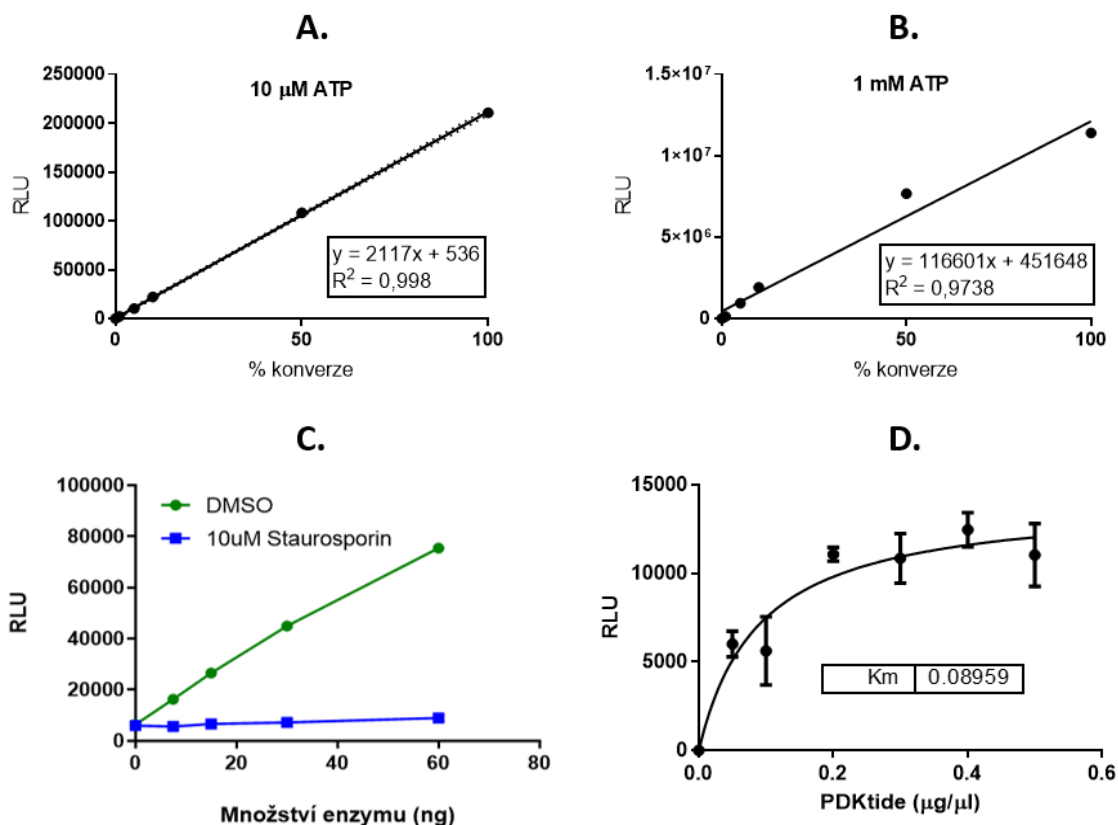 A.
10 µM ATP
RLU
250000
200000
150000
100000
50000
0
y = 2117x + 536
R² = 0,998
0
50
100
% konverze
B.
1 mM ATP
RLU
1.5×10⁷
1×10⁷
5×10⁶
0
y = 116601x + 451648
R² = 0,9738
0
50
100
% konverze
C.
RLU
100000
80000
60000
40000
20000
0
DMSO
10uM Staurosporin
0
20
40
60
80
Množství enzymu (ng)
D.
RLU
15000
10000
5000
0
Km 0.08959
0.0
0.2
0.4
0.6
PDKtide (µg/µl)